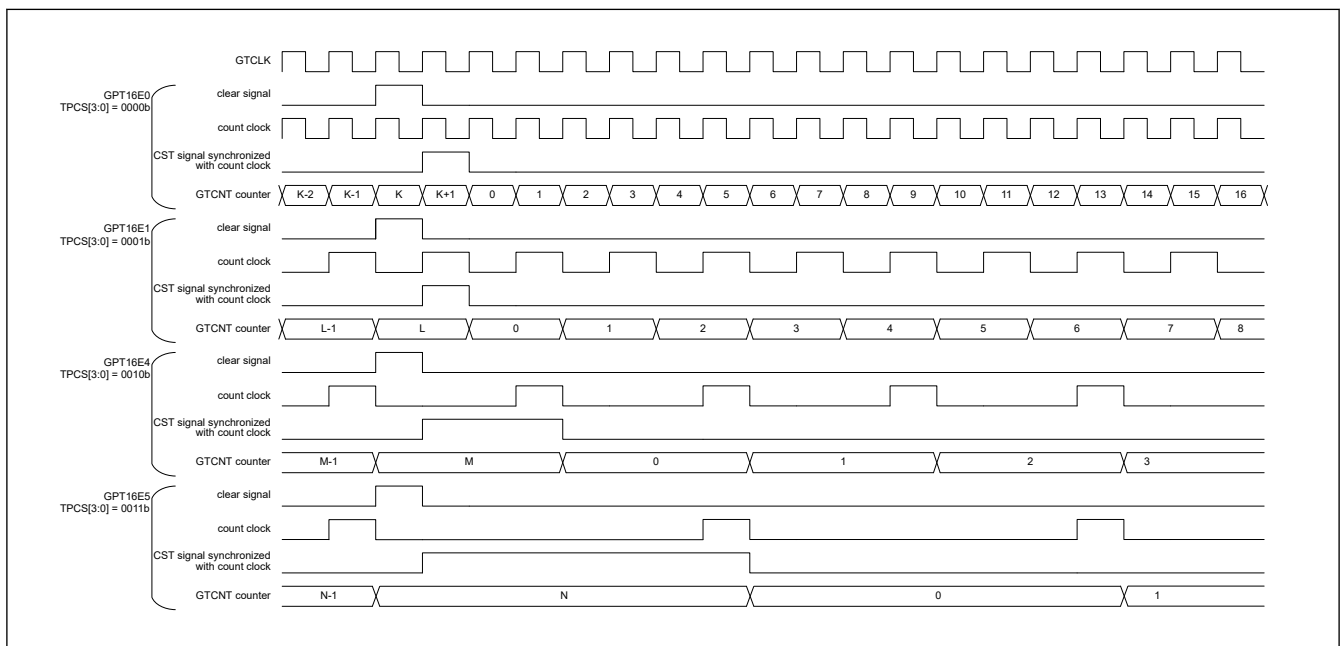 GTCLK
GPT16E0
TPCS[3:0] = 0000b
clear signal
count clock
CST signal synchronized
with count clock
GTCNT counter K-2 K-1 K K+1 0 1 2 3 4 5 6 7 8 9 10 11 12 13 14 15 16
GPT16E1
TPCS[3:0] = 0001b
clear signal
count clock
CST signal synchronized
with count clock
GTCNT counter L-1 L 0 1 2 3 4 5 6 7 8
GPT16E4
TPCS[3:0] = 0010b
clear signal
count clock
CST signal synchronized
with count clock
GTCNT counter M-1 M 0 1 2 3
GPT16E5
TPCS[3:0] = 0011b
clear signal
count clock
CST signal synchronized
with count clock
GTCNT counter N-1 N 0 1